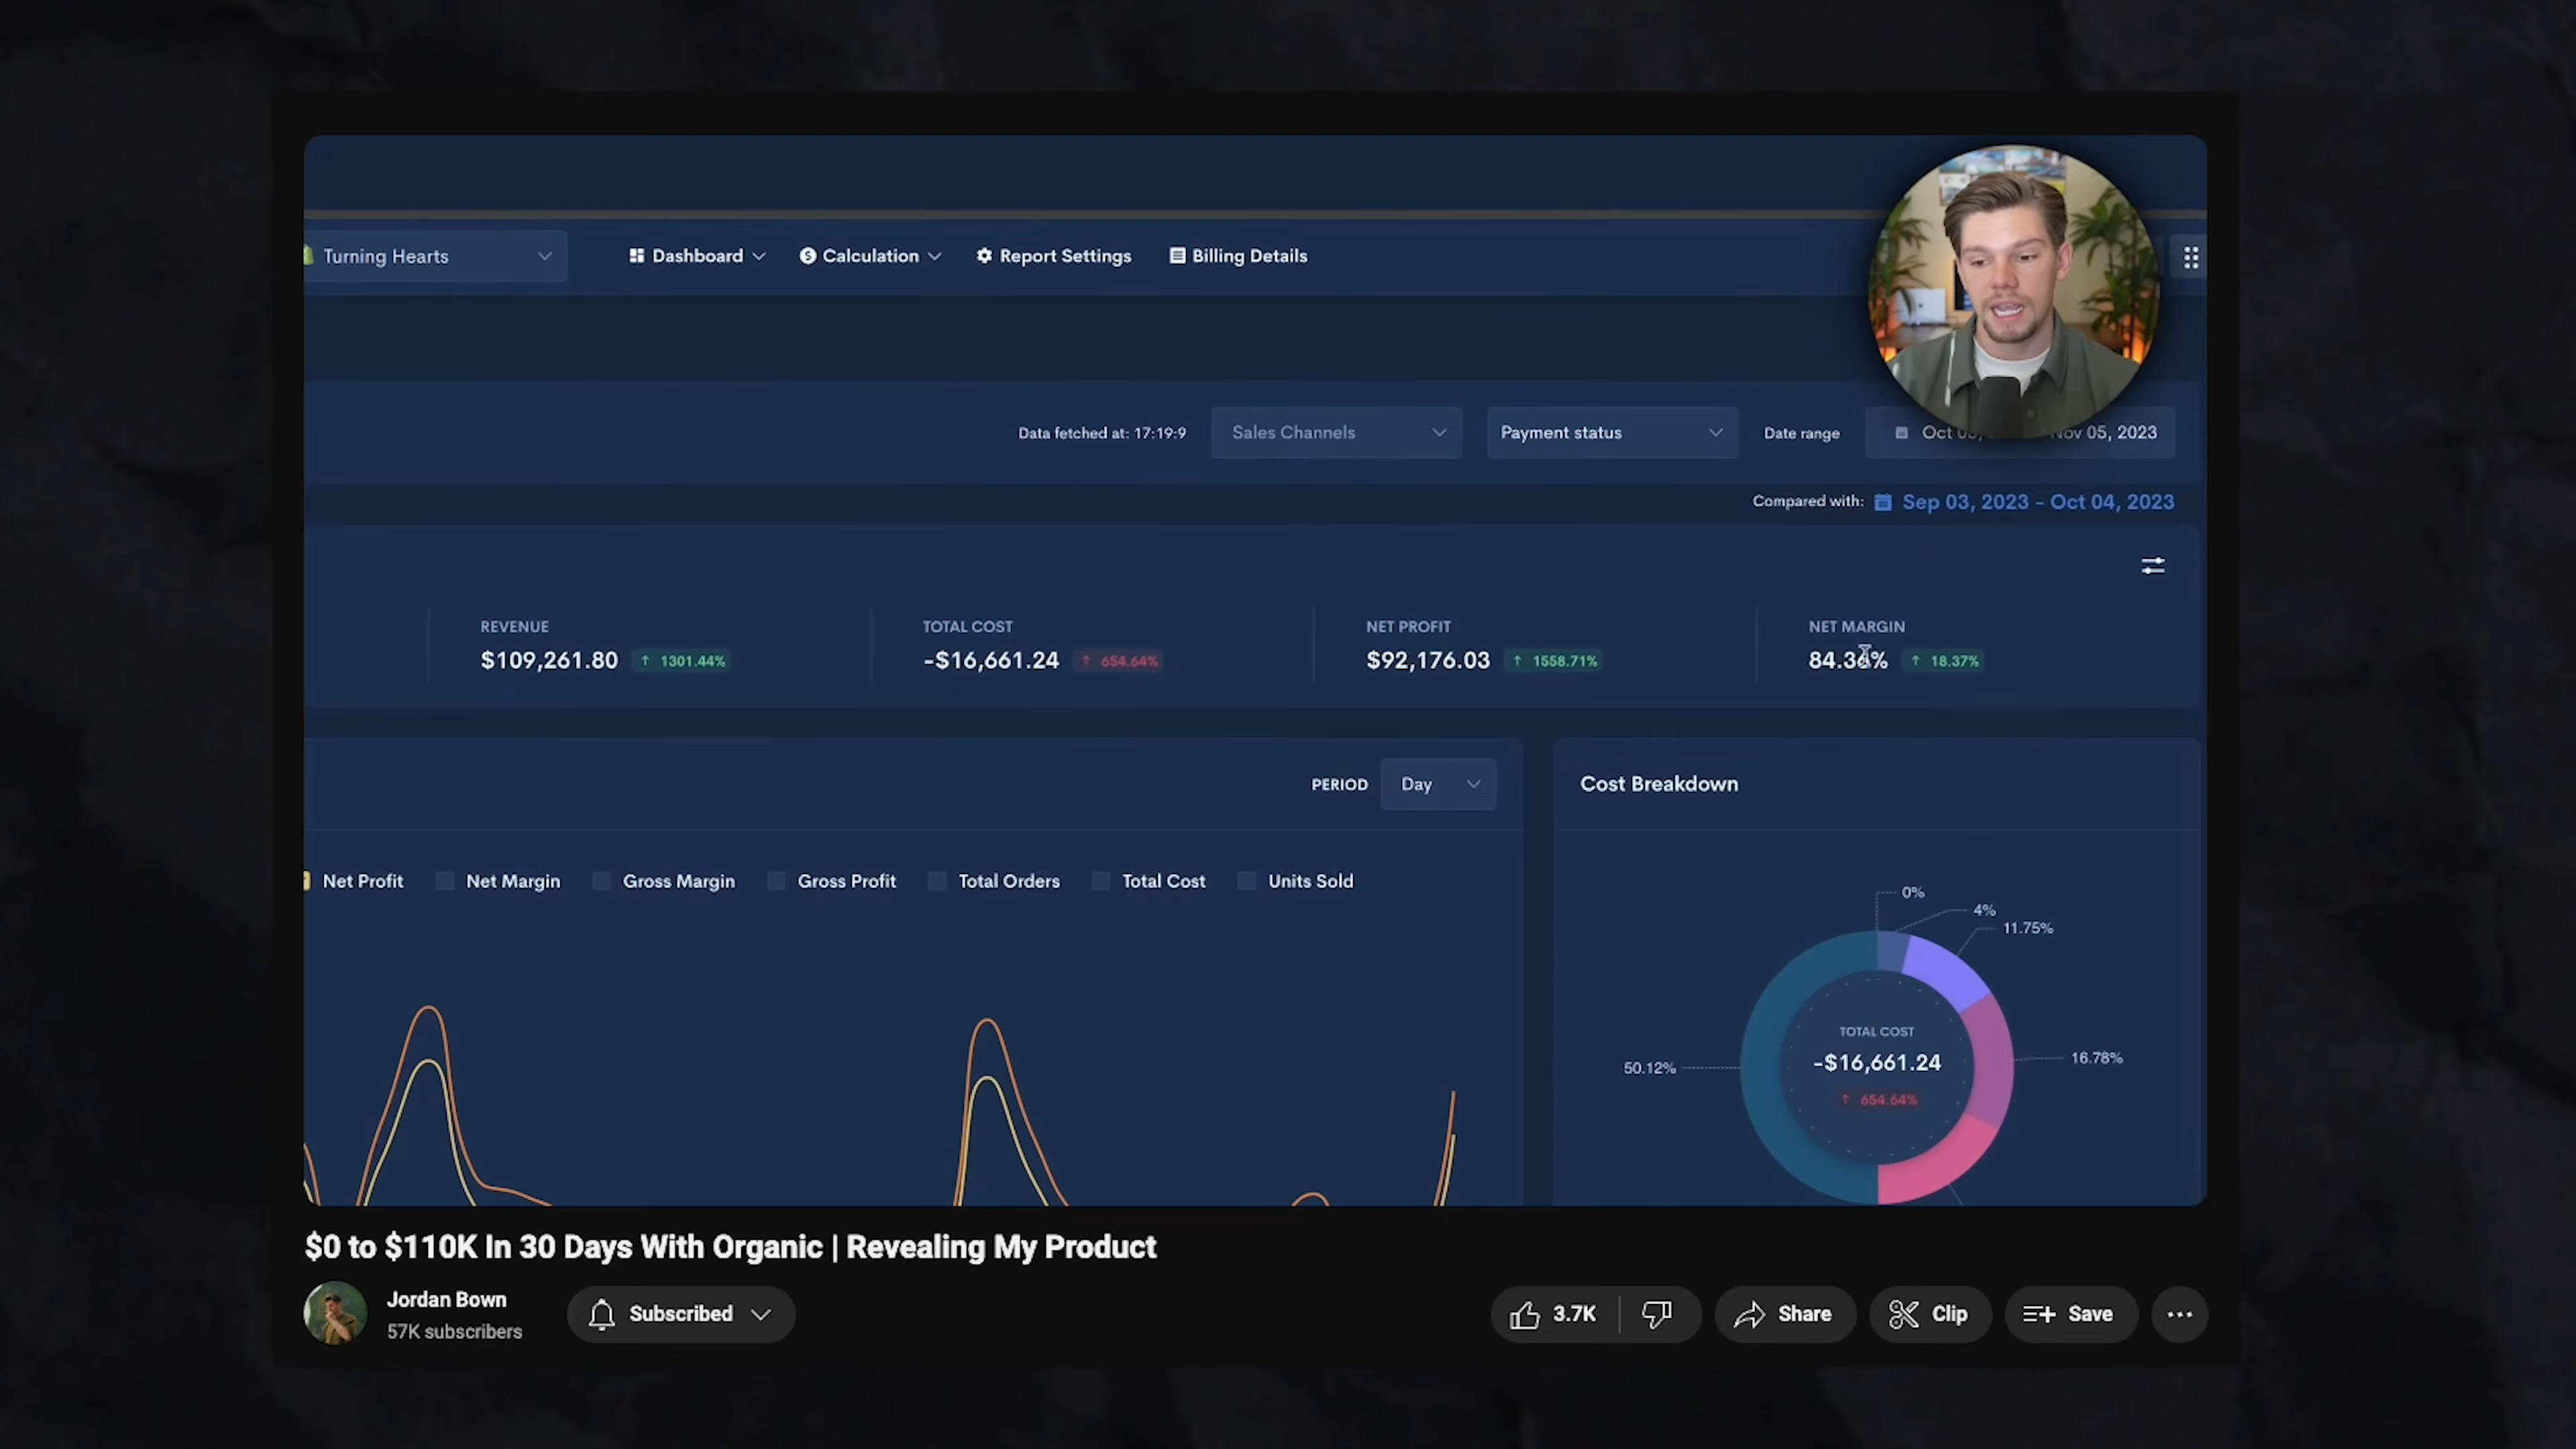 Turning Hearts
Dashboard
Calculation
Report Settings
Billing Details
Data fetched at: 17:19:9
Sales Channels
Payment status
Date range
Nov 05, 2023
Compared with:
Sep 03, 2023 - Oct 04, 2023
REVENUE
$109,261.80
↑ 1301.44%
TOTAL COST
-$16,661.24
↑ 654.64%
NET PROFIT
$92,176.03
↑ 1558.71%
NET MARGIN
↑ 18.37%
PERIOD
Day
Net Profit
Net Margin
Gross Margin
Gross Profit
Total Orders
Total Cost
Units Sold
Cost Breakdown
0%
4%
11.75%
16.78%
50.12%
TOTAL COST
-$16,661.24
↑ 654.64%
$0 to $110K In 30 Days With Organic | Revealing My Product
Jordan Bown
57K subscribers
Subscribed
3.7K
Share
Clip
Save